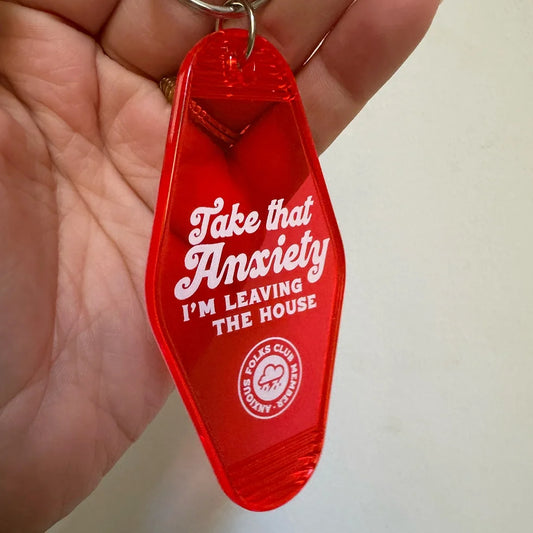 Take that
Anxiety
I'M LEAVING
THE HOUSE
ANXIOUS FOLKS CLUB MEMBER